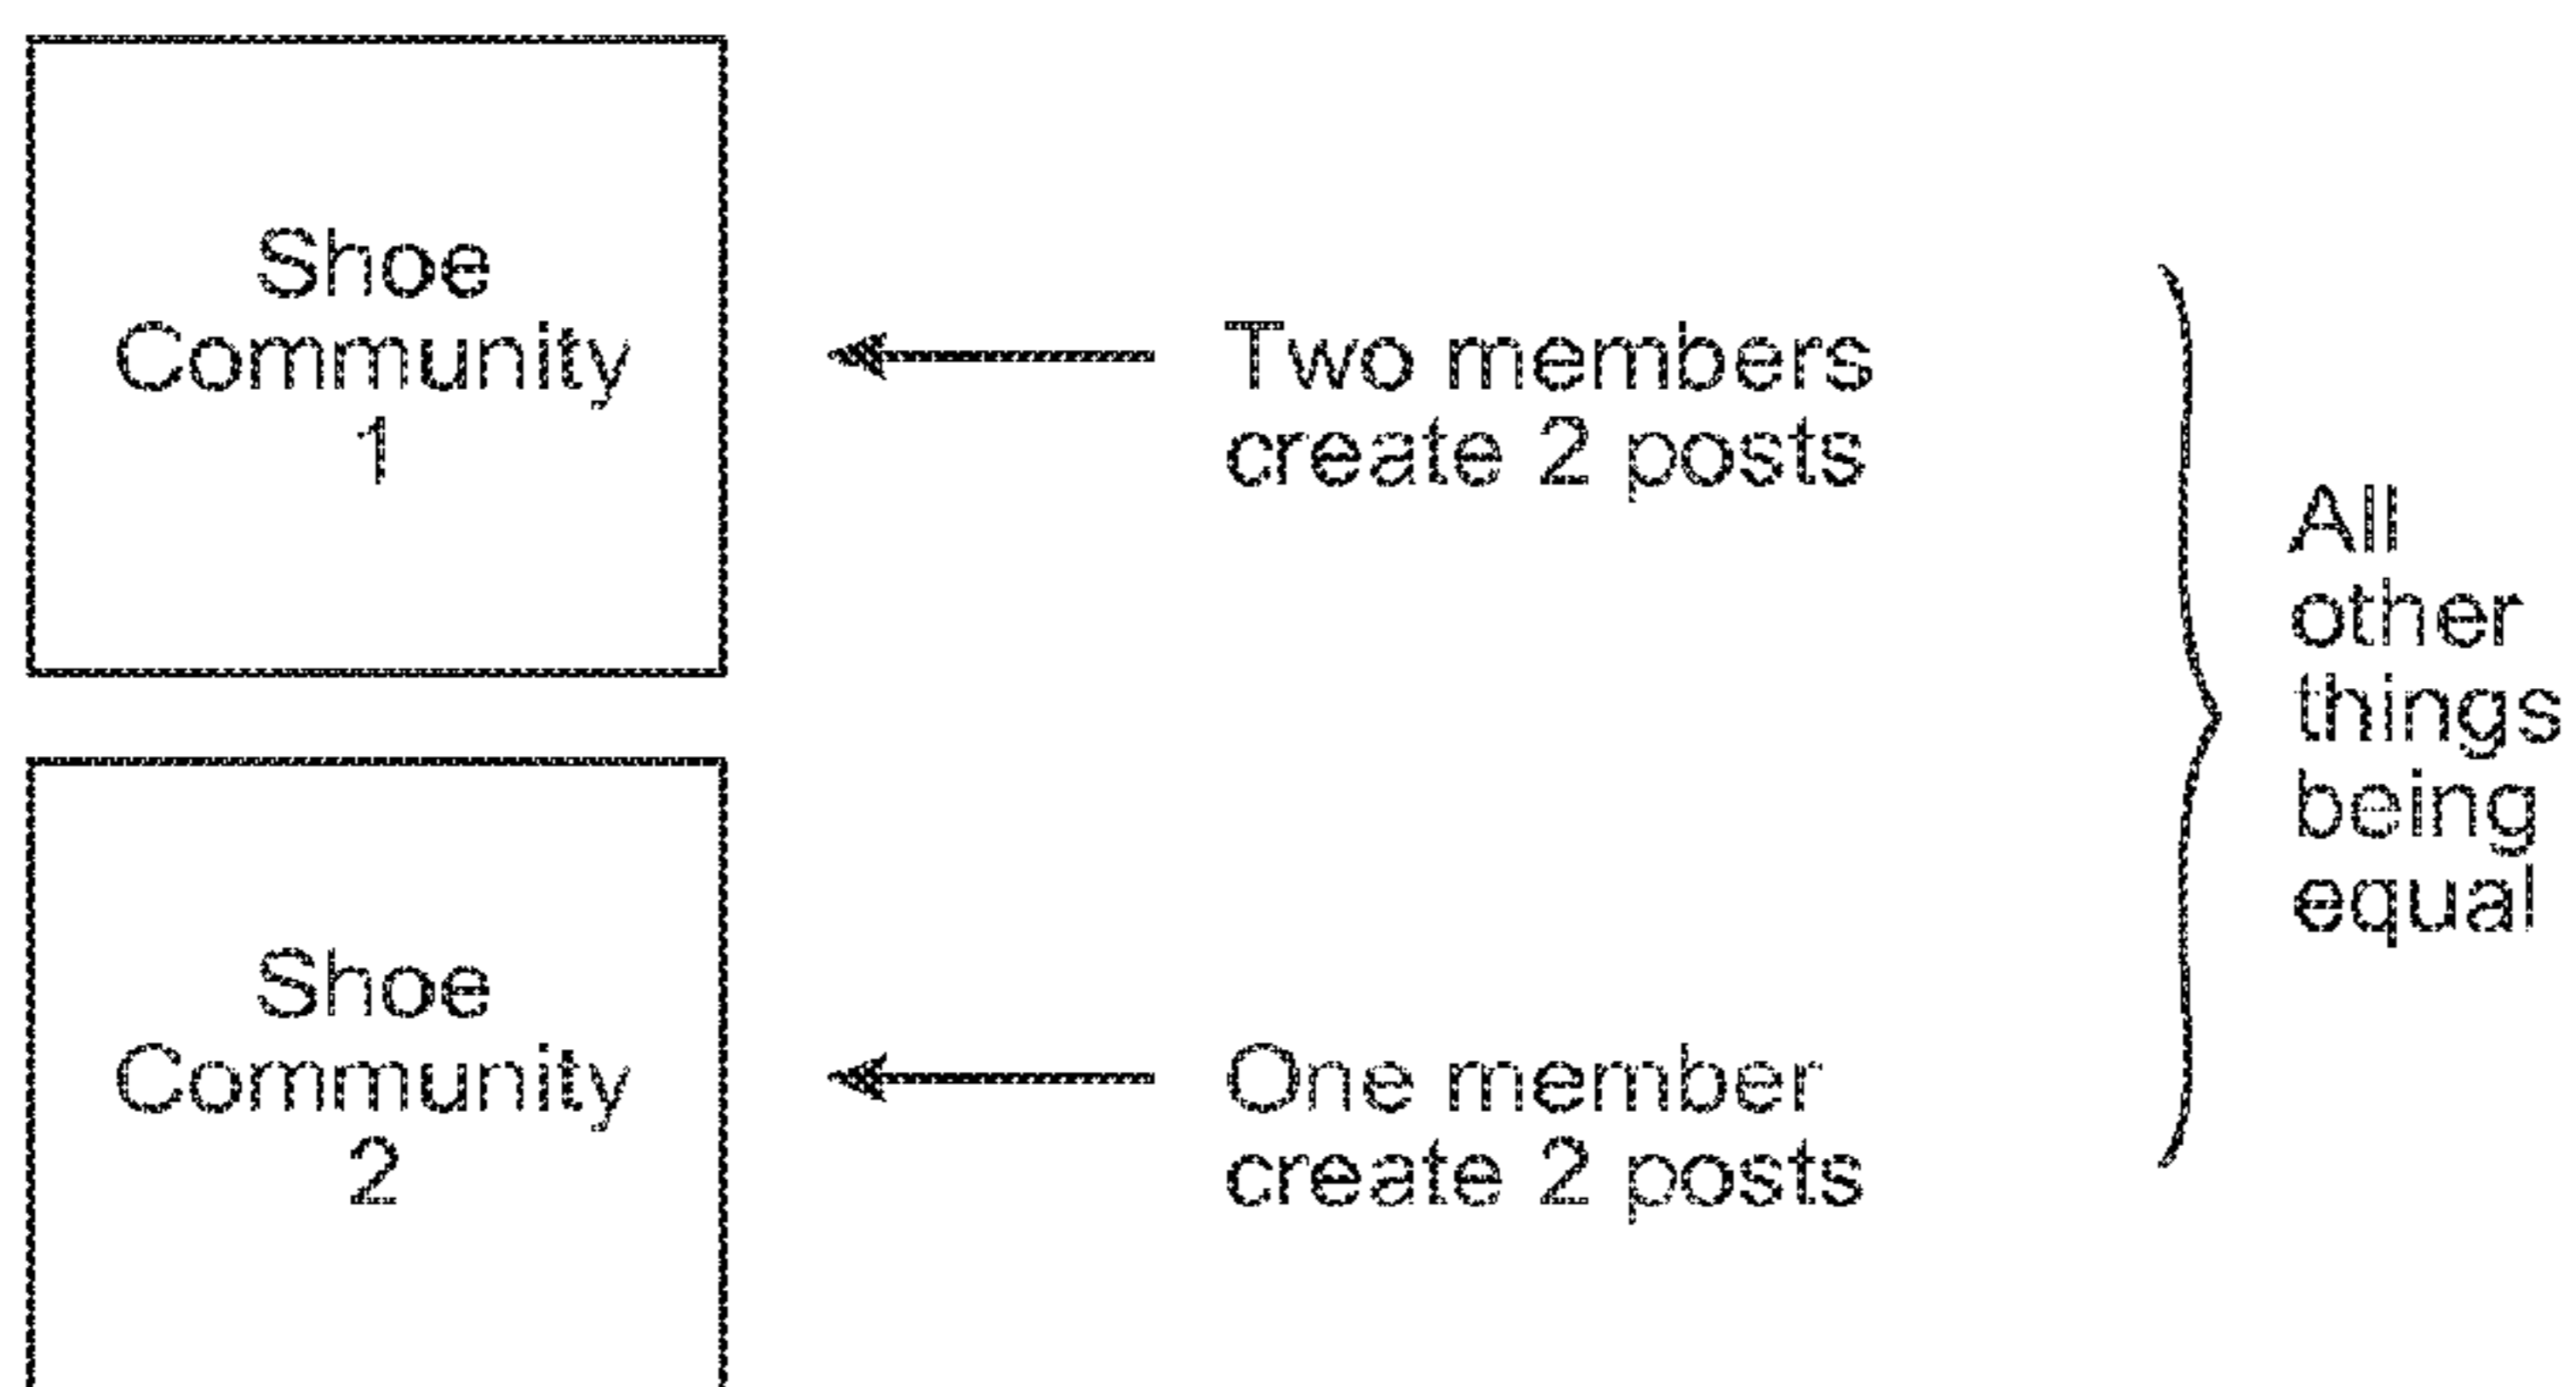 Shoe
Community
1
Two members
create 2 posts
Shoe
Community
2
One member
create 2 posts
All
other
things
being
equal